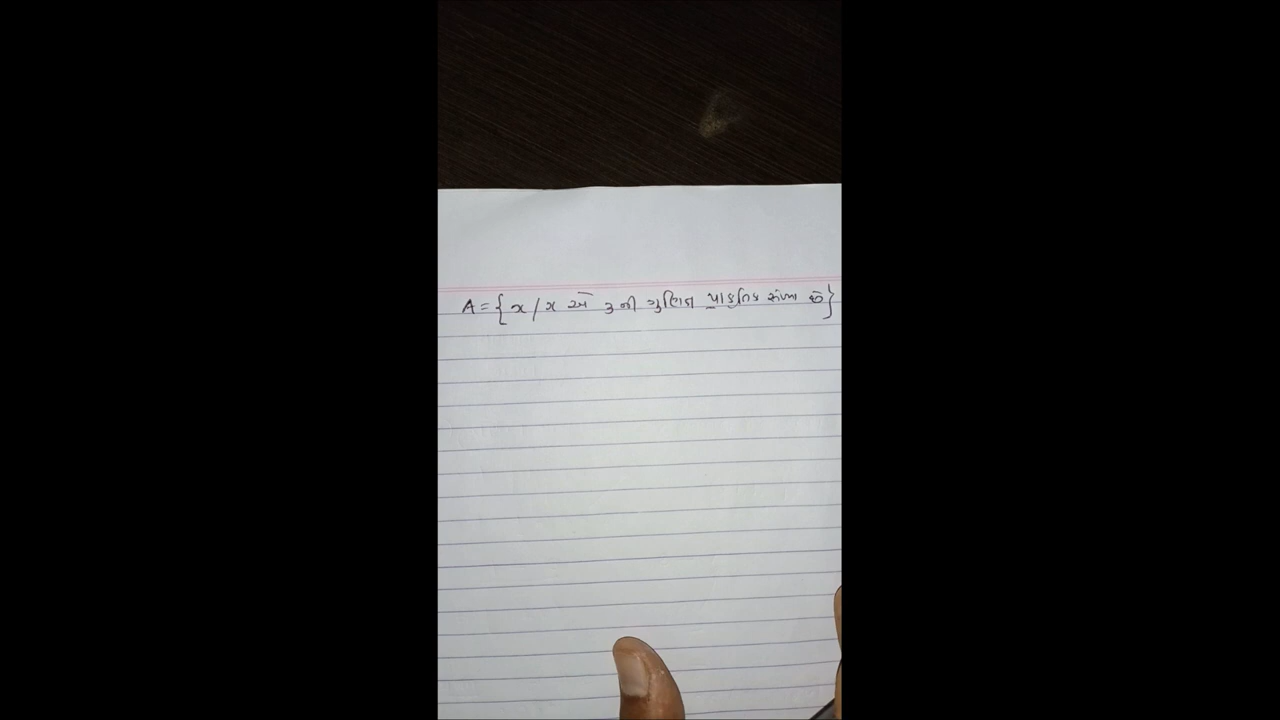 A = { x / x એ 3 ની ગુણિત પ્રાકૃતિક સંખ્યા છે }